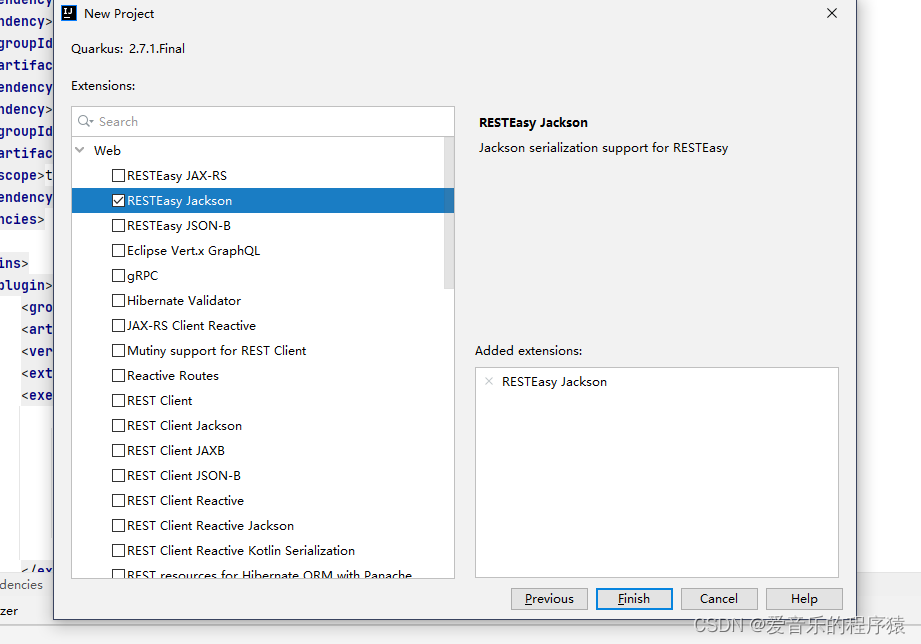 New Project
Quarkus: 2.7.1.Final
Extensions:
Search
Web
RESTEasy JAX-RS
RESTEasy Jackson
RESTEasy JSON-B
Eclipse Vert.x GraphQL
gRPC
Hibernate Validator
JAX-RS Client Reactive
Mutiny support for REST Client
Reactive Routes
REST Client
REST Client Jackson
REST Client JAXB
REST Client JSON-B
REST Client Reactive
REST Client Reactive Jackson
REST Client Reactive Kotlin Serialization
REST resources for Hibernate ORM with Panache
RESTEasy Jackson
Jackson serialization support for RESTEasy
Added extensions:
RESTEasy Jackson
Previous
Finish
Cancel
Help
ndency>
groupId
artifac
endency
ndency>
groupId
artifac
scope>t
endency
ncies>
ins>
plugin>
<gro
<art
<ver
<ext
<exe
</ex
dencies
zer
CSDN @爱音乐的程序猿